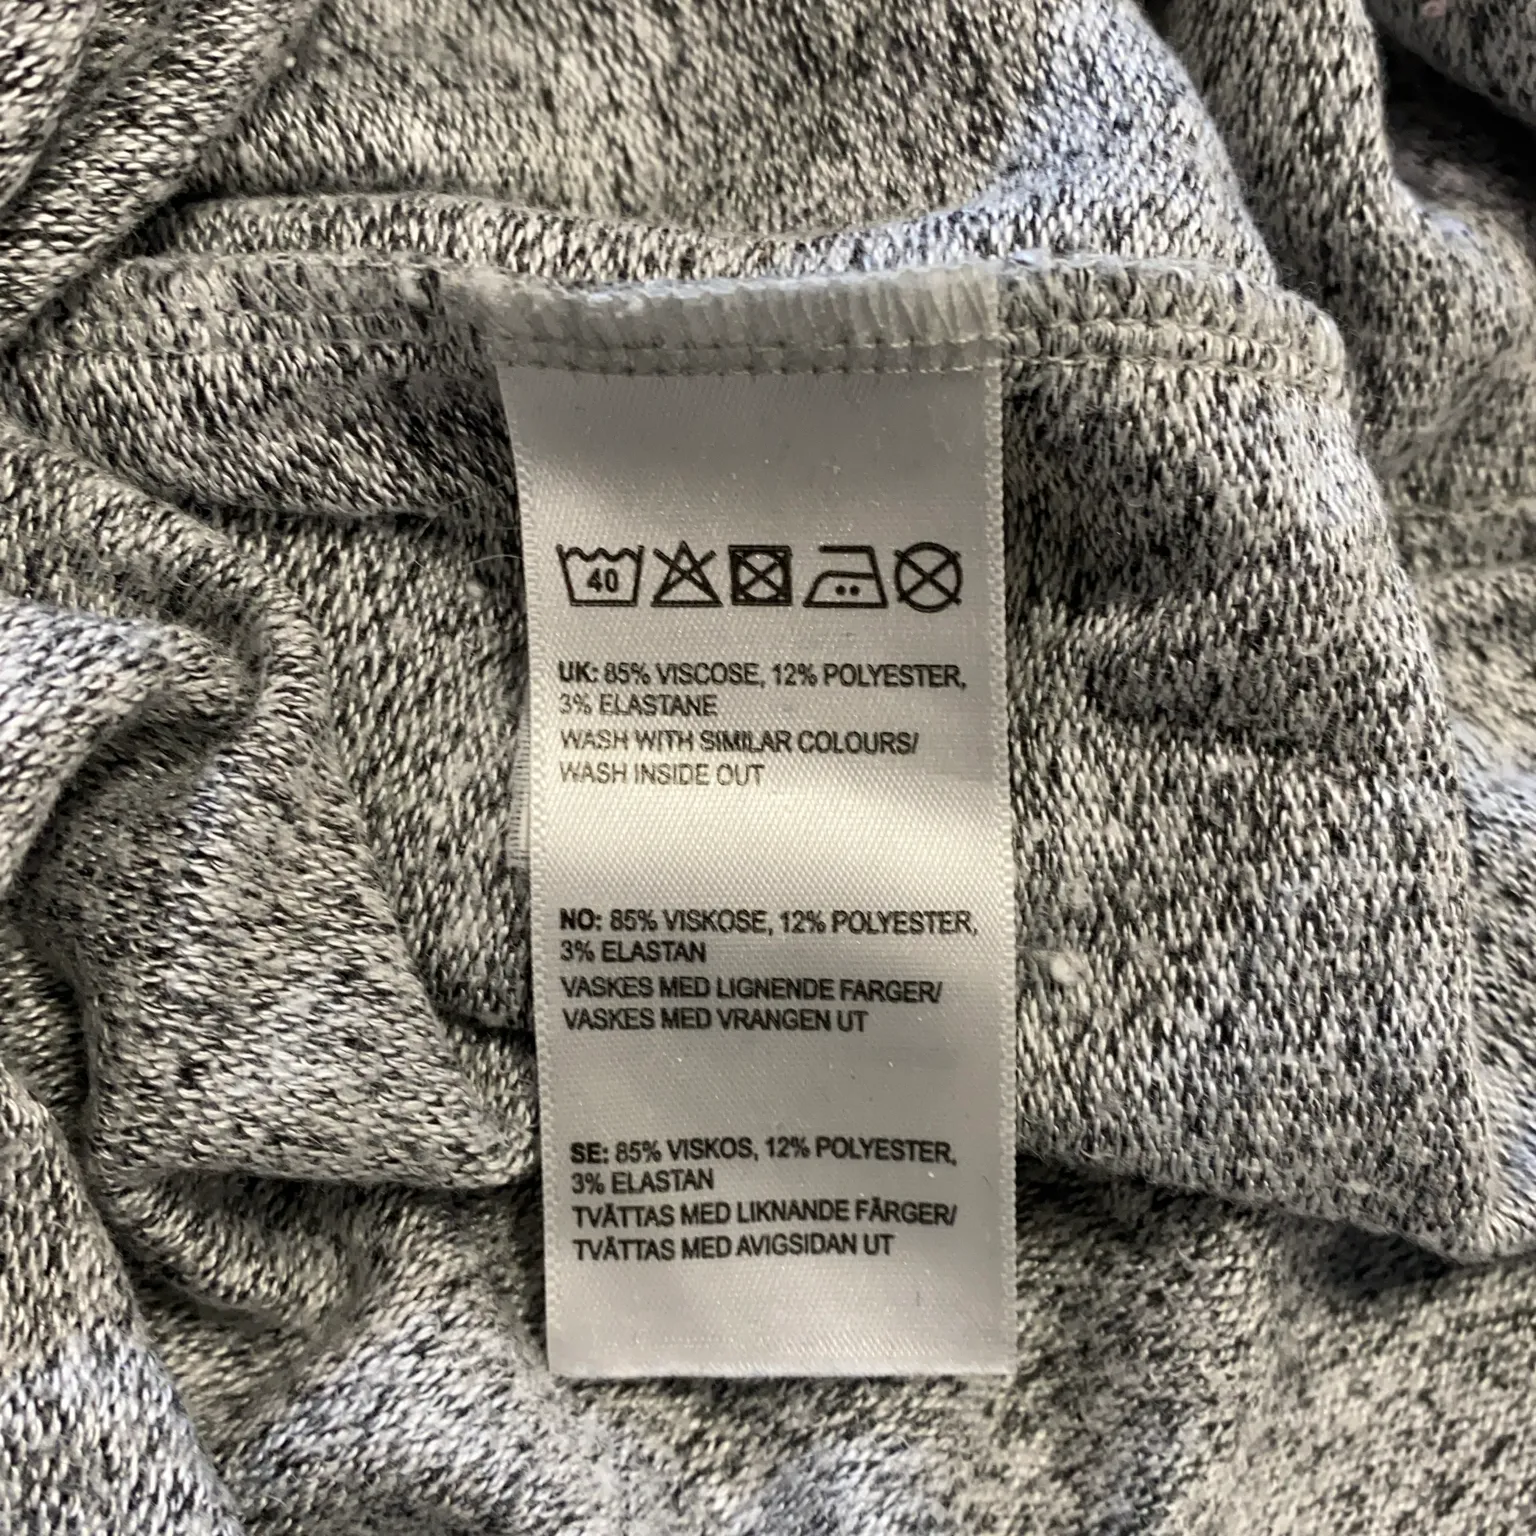 40
UK: 85% VISCOSE, 12% POLYESTER,
3% ELASTANE
WASH WITH SIMILAR COLOURS/
WASH INSIDE OUT
NO: 85% VISKOSE, 12% POLYESTER,
3% ELASTAN
VASKES MED LIGNENDE FARGER/
VASKES MED VRANGEN UT
SE: 85% VISKOS, 12% POLYESTER,
3% ELASTAN
TVÄTTAS MED LIKNANDE FÄRGER/
TVÄTTAS MED AVIGSIDAN UT